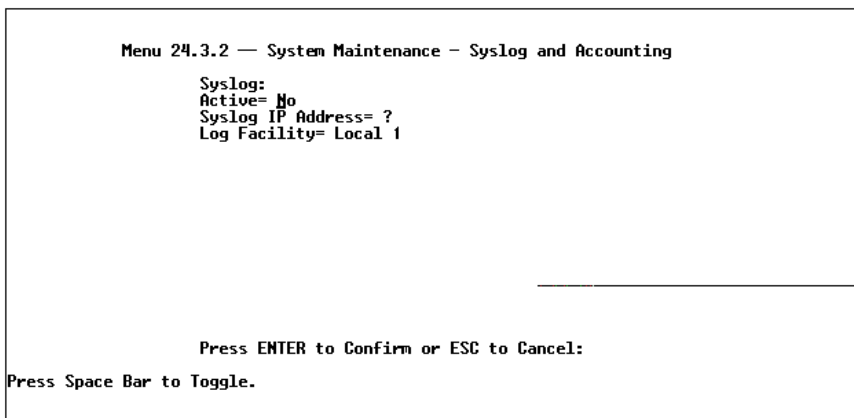 Menu 24.3.2 — System Maintenance - Syslog and Accounting
Syslog:
Active= No
Syslog IP Address= ?
Log Facility= Local 1
Press ENTER to Confirm or ESC to Cancel:
Press Space Bar to Toggle.